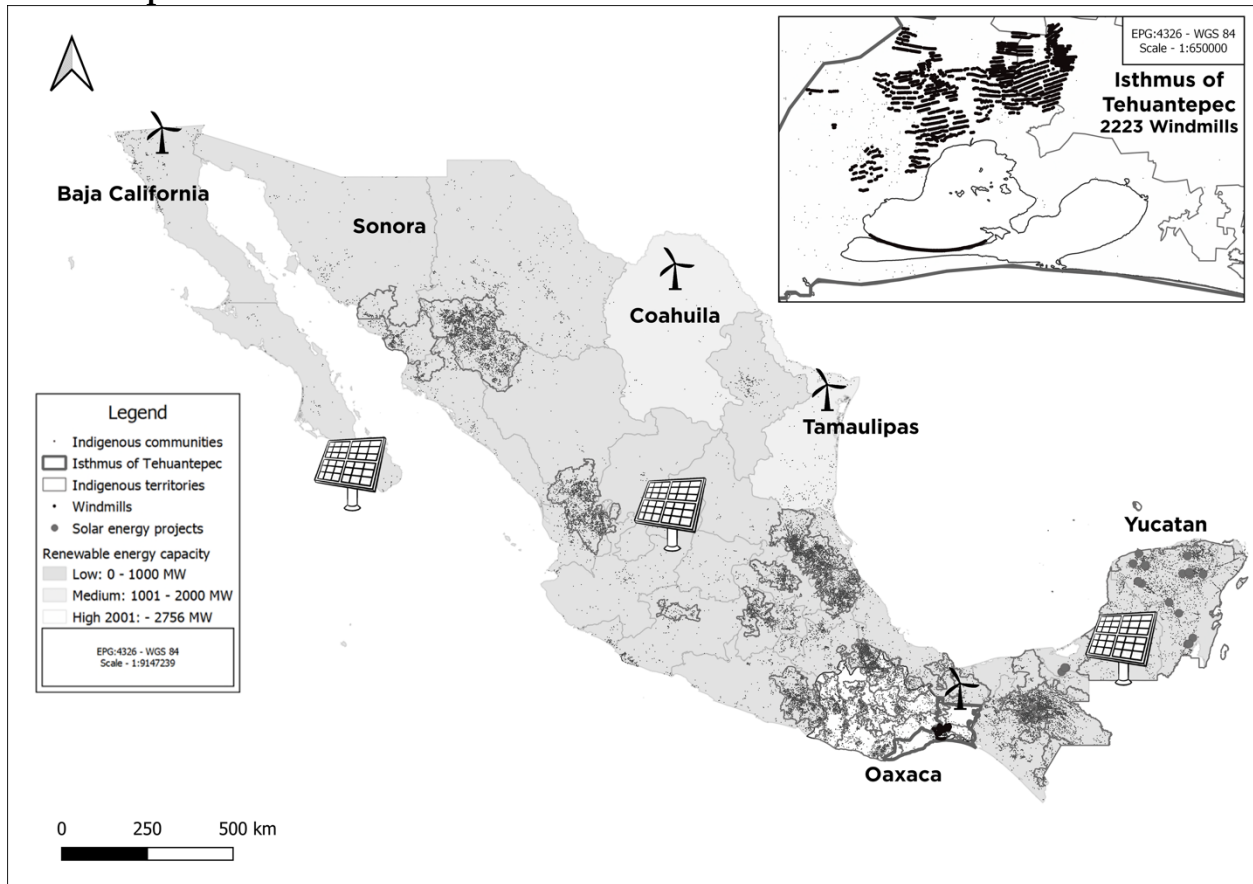 EPG:4326 - WGS 84
Scale - 1:650000
Isthmus of
Tehuantepec
2223 Windmills
Baja California
Sonora
Coahuila
Tamaulipas
Yucatan
Oaxaca
Legend
Indigenous communities
Isthmus of Tehuantepec
Indigenous territories
Windmills
Solar energy projects
Renewable energy capacity
Low: 0 - 1000 MW
Medium: 1001 - 2000 MW
High 2001: - 2756 MW
EPG:4326 - WGS 84
Scale - 1:9147239
0 250 500 km